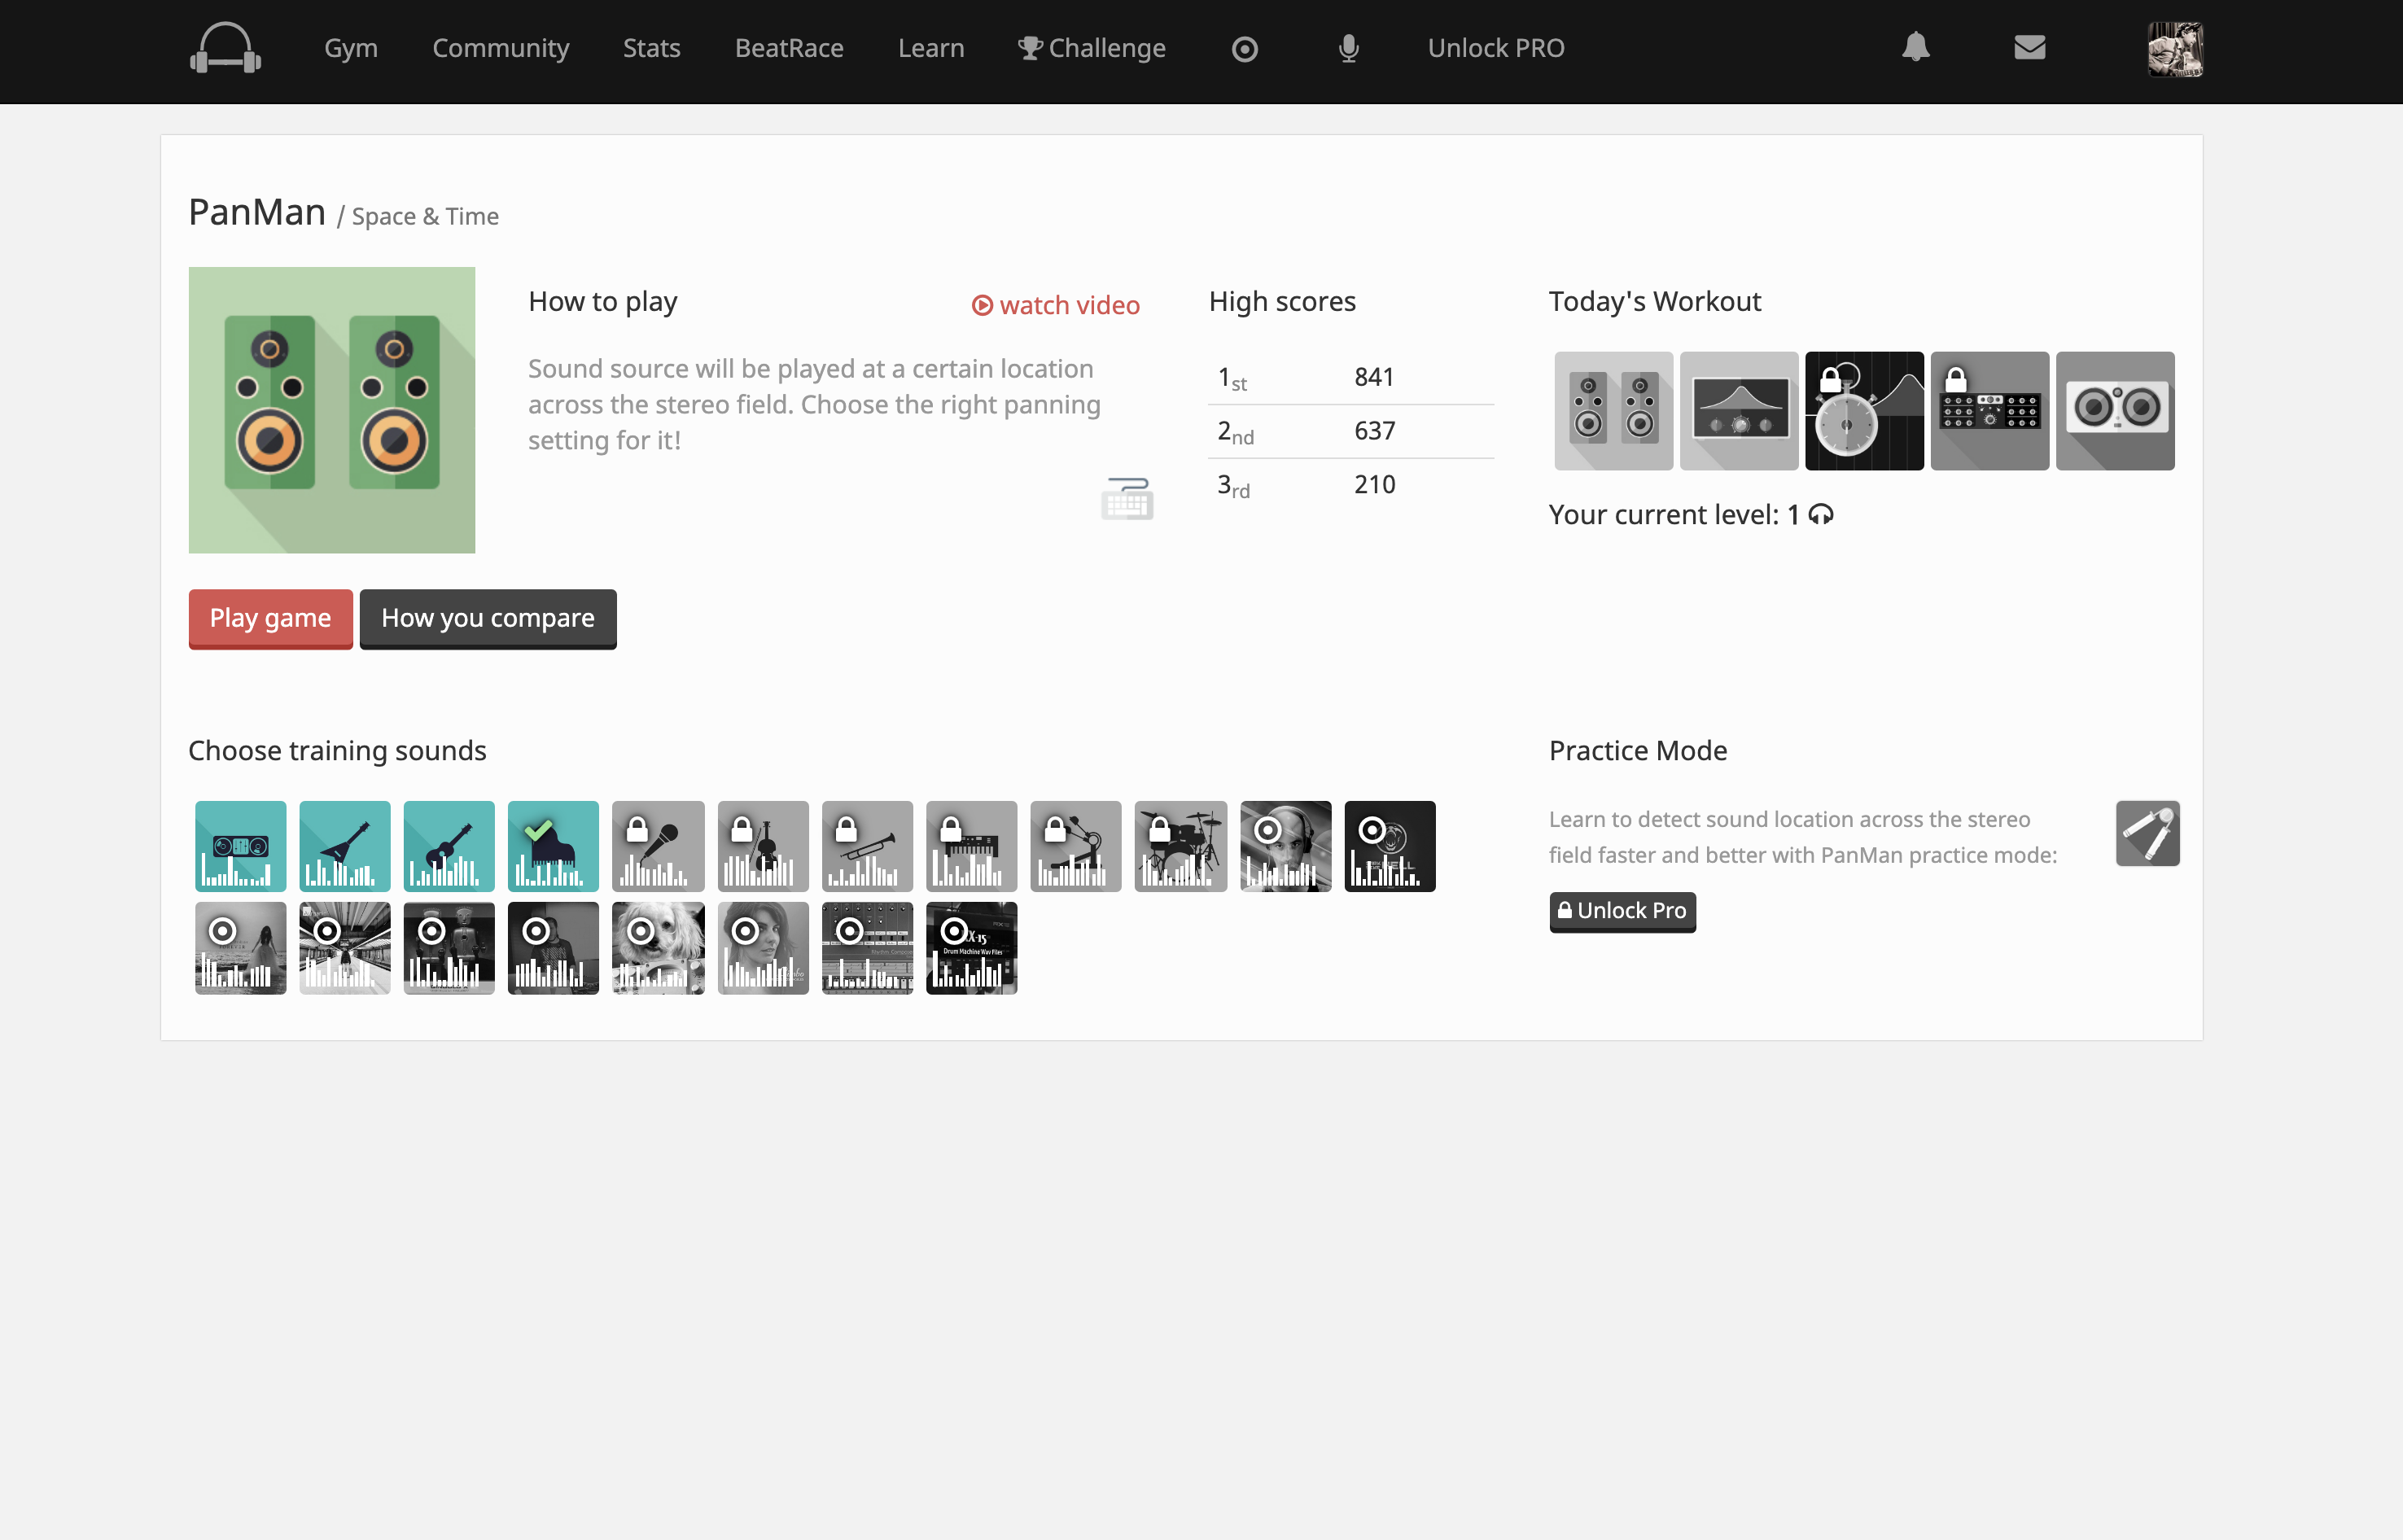 Gym Community Stats BeatRace Learn Challenge Unlock PRO
PanMan / Space & Time
How to play
watch video
Sound source will be played at a certain location
across the stereo field. Choose the right panning
setting for it!
High scores
1st 841
2nd 637
3rd 210
Today's Workout
Your current level: 1
Play game
How you compare
Choose training sounds
Drum Machine Wav Files
Practice Mode
Learn to detect sound location across the stereo
field faster and better with PanMan practice mode:
Unlock Pro